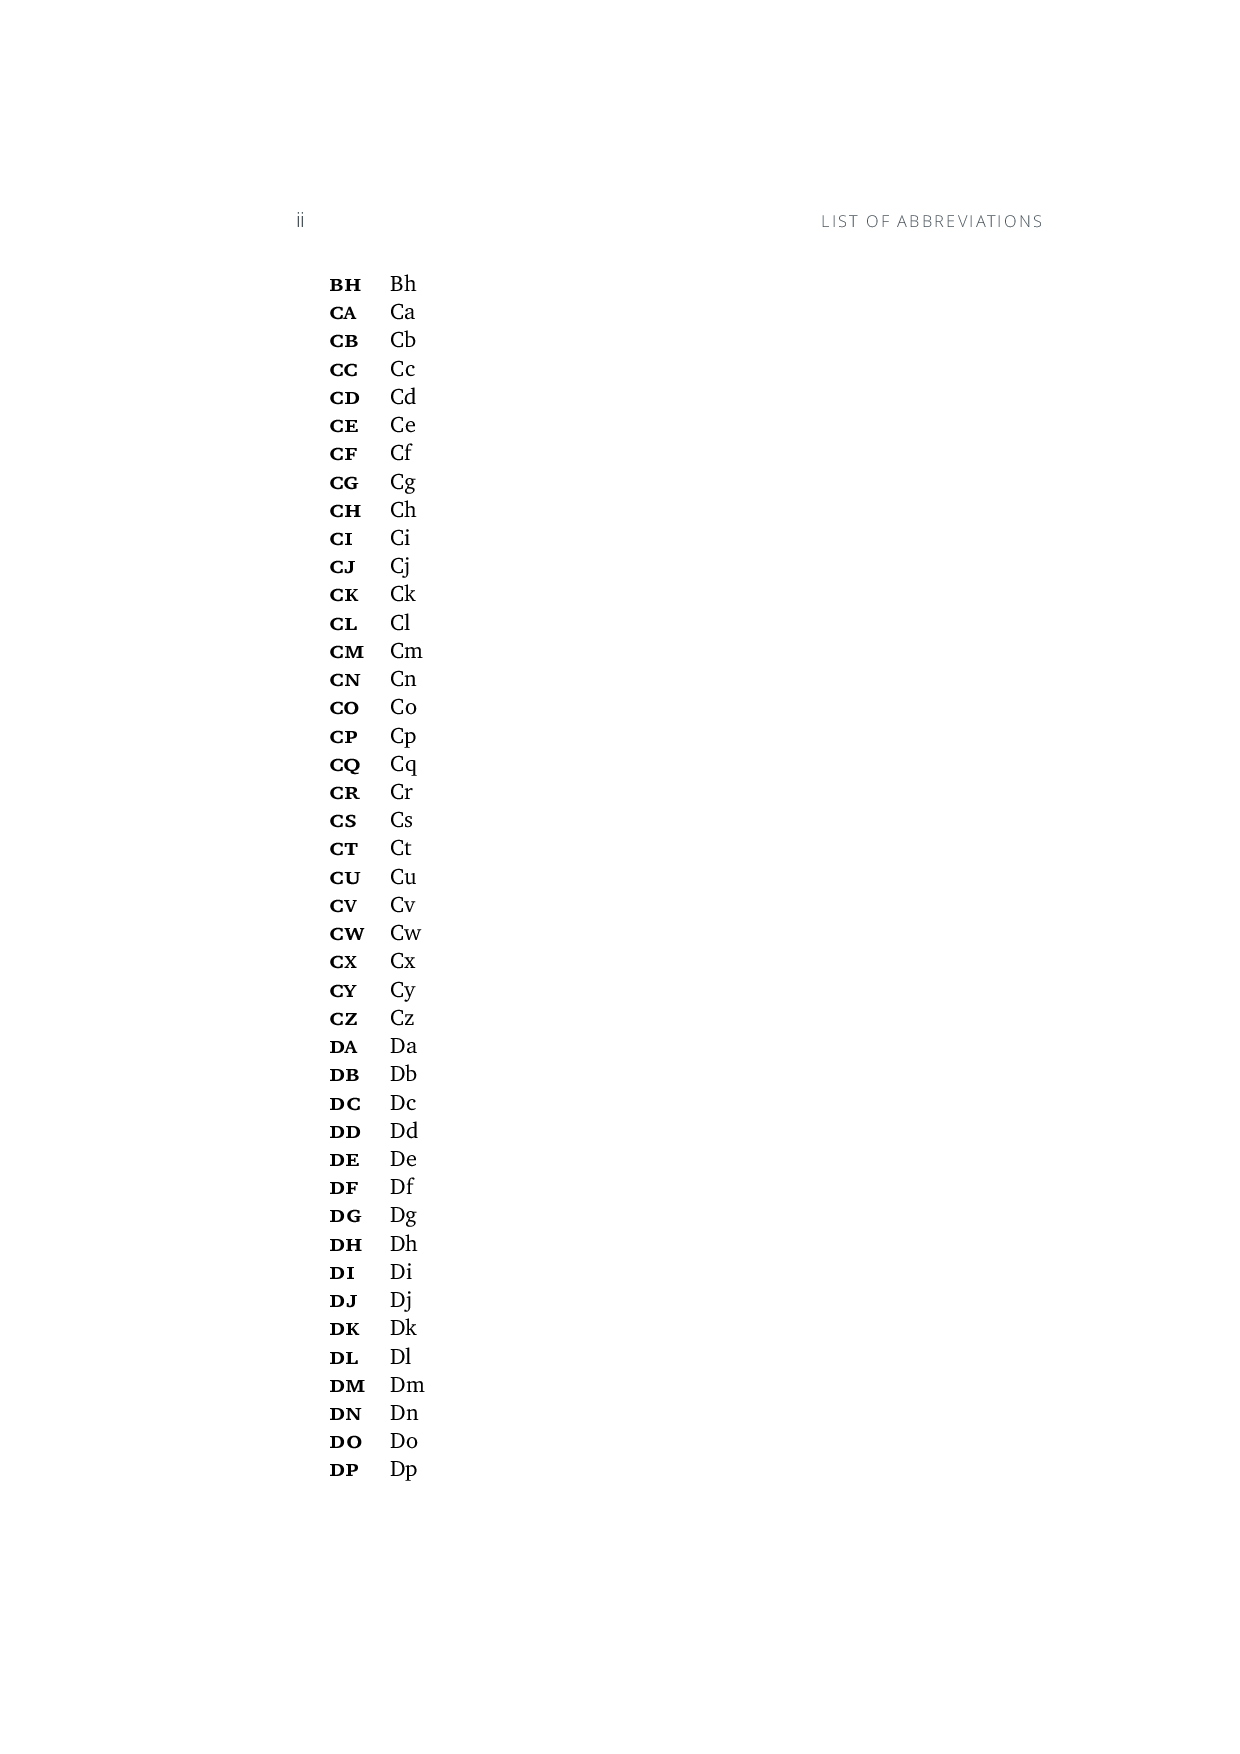 ii LIST OF ABBREVIATIONS
BH Bh
CA Ca
CB Cb
CC Cc
CD Cd
CE Ce
CF Cf
CG Cg
CH Ch
CI Ci
CJ Cj
CK Ck
CL Cl
CM Cm
CN Cn
CO Co
CP Cp
CQ Cq
CR Cr
CS Cs
CT Ct
CU Cu
CV Cv
CW Cw
CX Cx
CY Cy
CZ Cz
DA Da
DB Db
DC Dc
DD Dd
DE De
DF Df
DG Dg
DH Dh
DI Di
DJ Dj
DK Dk
DL Dl
DM Dm
DN Dn
DO Do
DP Dp